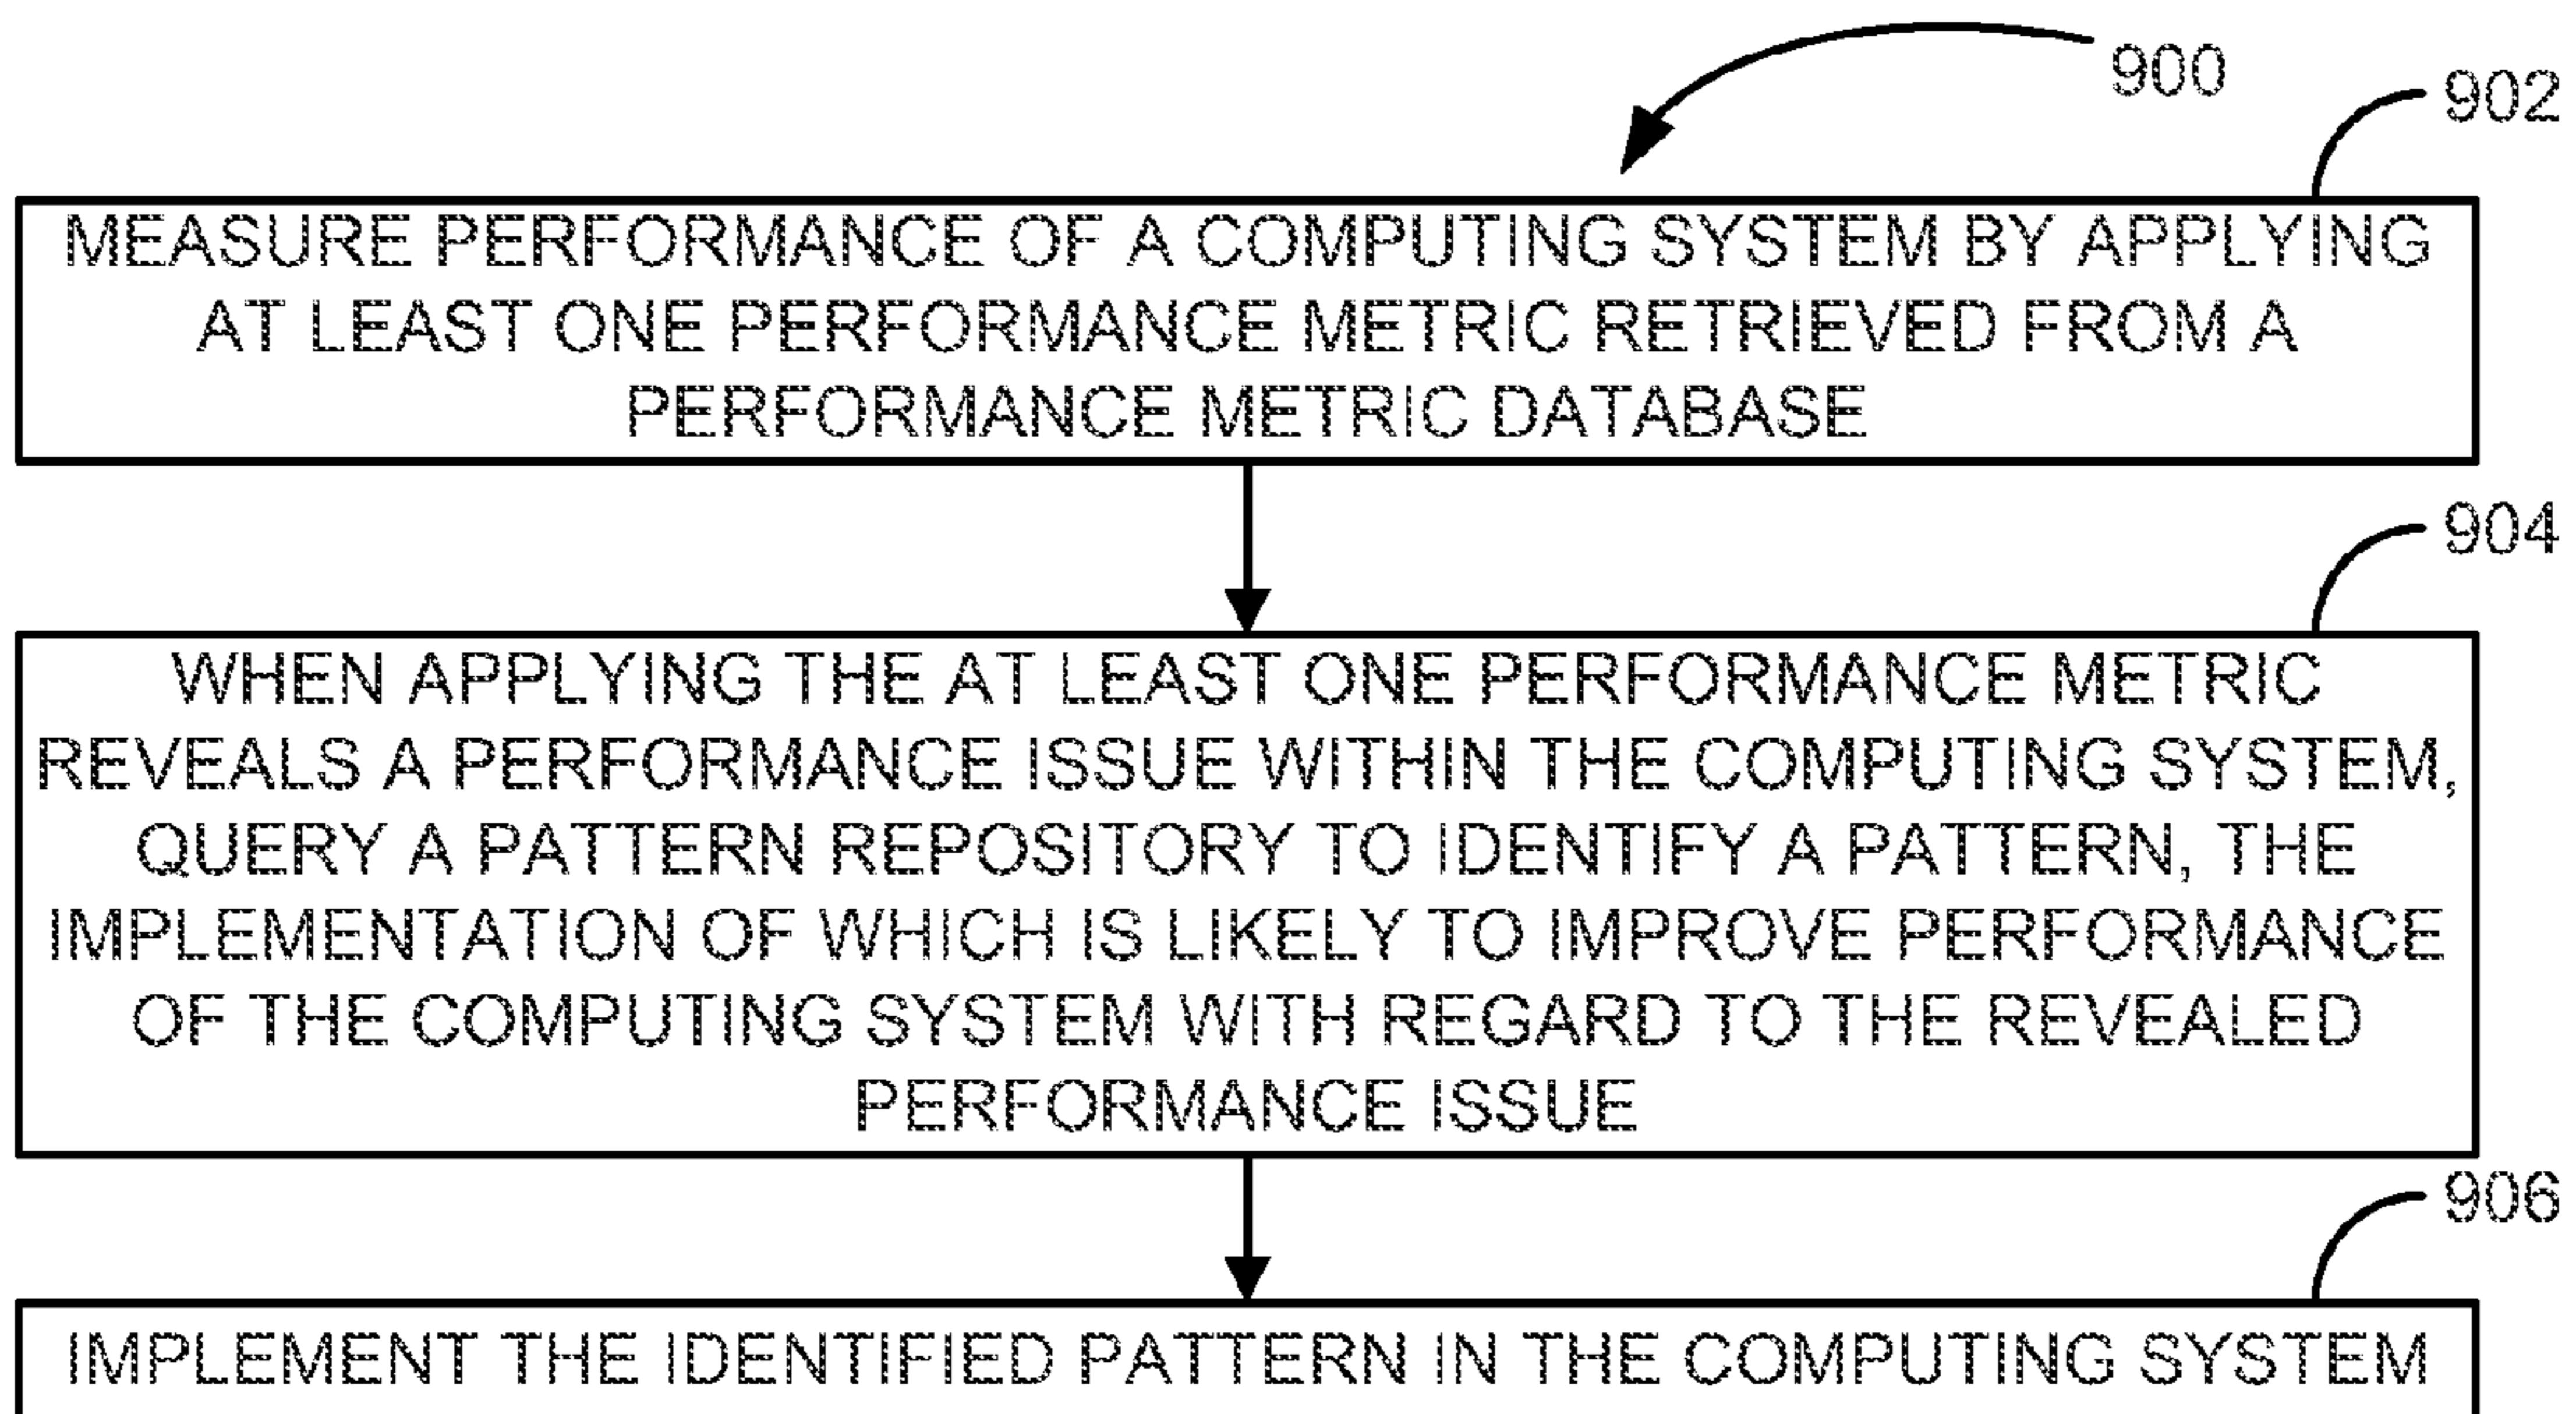 900
902
MEASURE PERFORMANCE OF A COMPUTING SYSTEM BY APPLYING
AT LEAST ONE PERFORMANCE METRIC RETRIEVED FROM A
PERFORMANCE METRIC DATABASE
904
WHEN APPLYING THE AT LEAST ONE PERFORMANCE METRIC
REVEALS A PERFORMANCE ISSUE WITHIN THE COMPUTING SYSTEM,
QUERY A PATTERN REPOSITORY TO IDENTIFY A PATTERN, THE
IMPLEMENTATION OF WHICH IS LIKELY TO IMPROVE PERFORMANCE
OF THE COMPUTING SYSTEM WITH REGARD TO THE REVEALED
PERFORMANCE ISSUE
906
IMPLEMENT THE IDENTIFIED PATTERN IN THE COMPUTING SYSTEM